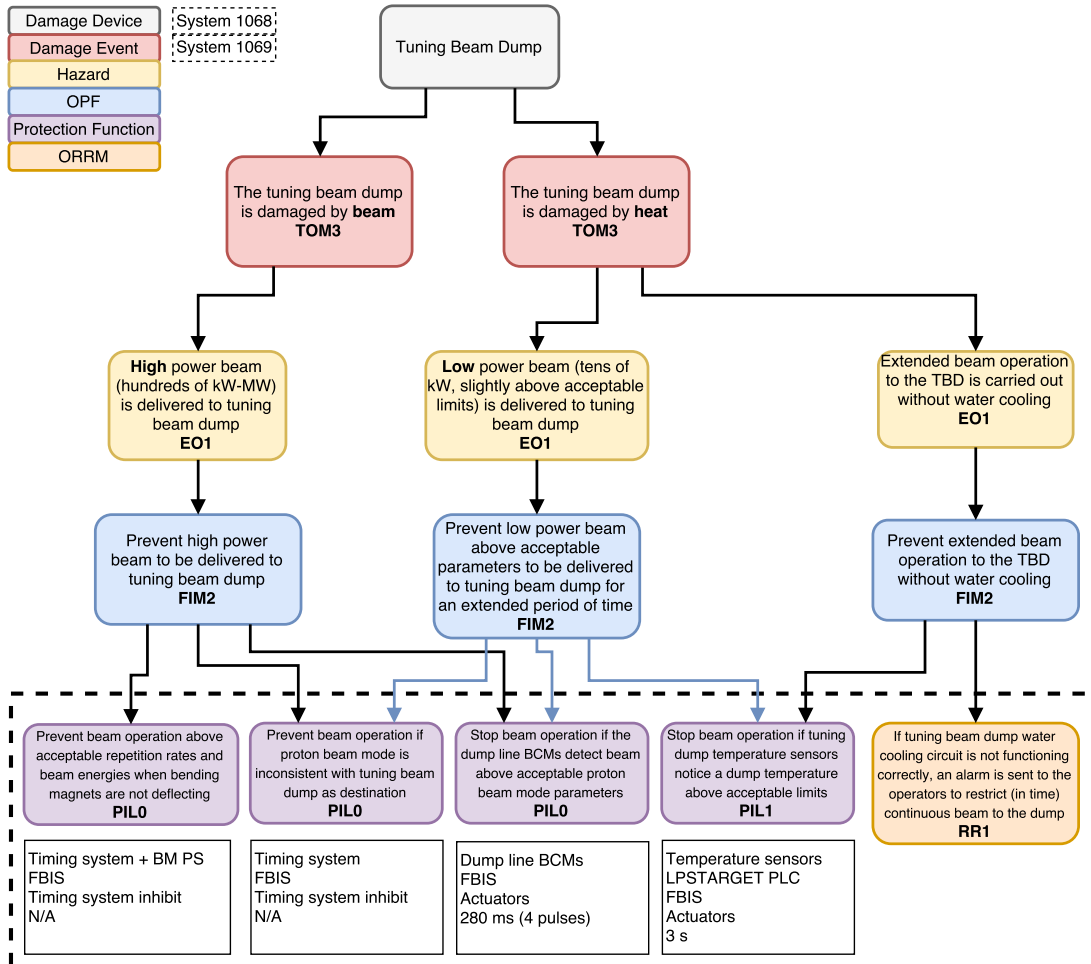 Damage Device
System 1068
Damage Event
System 1069
Hazard
OPF
Protection Function
ORRM
Tuning Beam Dump
The tuning beam dump
is damaged by beam
TOM3
The tuning beam dump
is damaged by heat
TOM3
High power beam
(hundreds of kW-MW)
is delivered to tuning
beam dump
EO1
Low power beam (tens of
kW, slightly above acceptable
limits) is delivered to tuning
beam dump
EO1
Extended beam operation
to the TBD is carried out
without water cooling
EO1
Prevent high power
beam to be delivered to
tuning beam dump
FIM2
Prevent low power beam
above acceptable
parameters to be delivered
to tuning beam dump for
an extended period of time
FIM2
Prevent extended beam
operation to the TBD
without water cooling
FIM2
Prevent beam operation above
acceptable repetition rates and
beam energies when bending
magnets are not deflecting
PIL0
Prevent beam operation if
proton beam mode is
inconsistent with tuning beam
dump as destination
PIL0
Stop beam operation if the
dump line BCMs detect beam
above acceptable proton
beam mode parameters
PIL0
Stop beam operation if tuning
dump temperature sensors
notice a dump temperature
above acceptable limits
PIL1
If tuning beam dump water
cooling circuit is not functioning
correctly, an alarm is sent to the
operators to restrict (in time)
continuous beam to the dump
RR1
Timing system + BM PS
FBIS
Timing system inhibit
N/A
Timing system
FBIS
Timing system inhibit
N/A
Dump line BCMs
FBIS
Actuators
280 ms (4 pulses)
Temperature sensors
LPSTARGET PLC
FBIS
Actuators
3 s